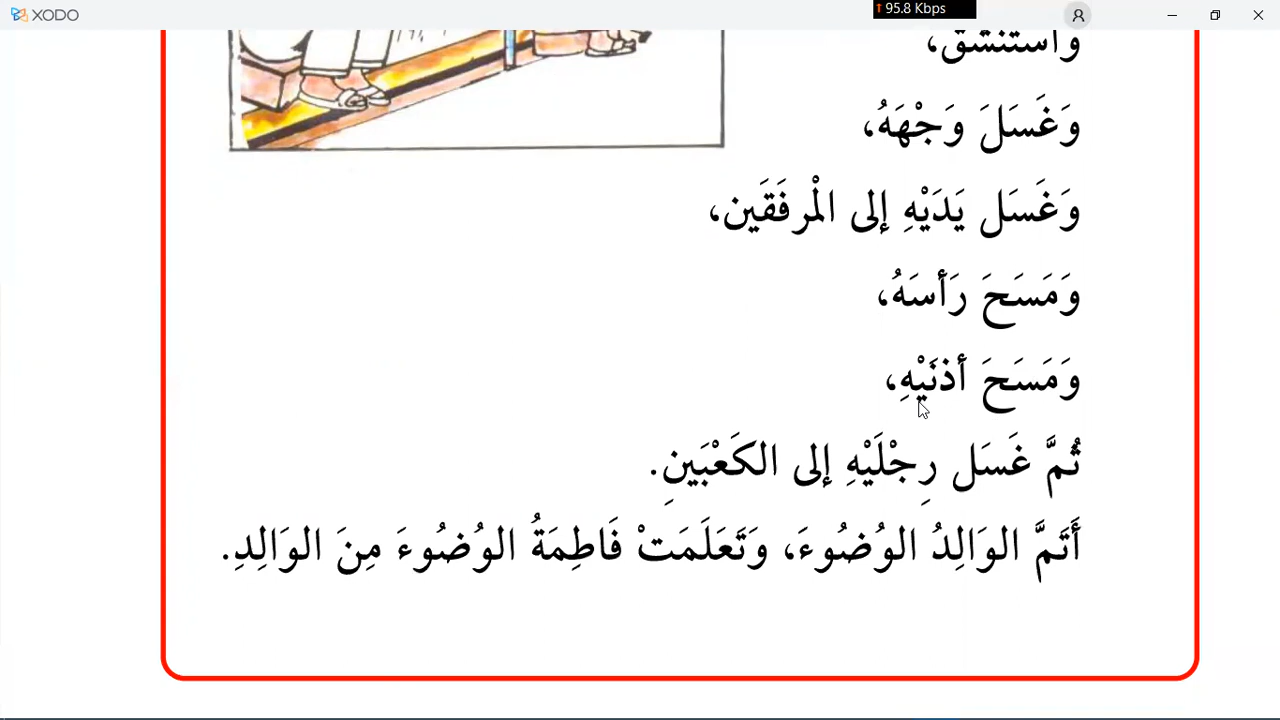 XODO
↑ 95.8 Kbps
واستنشق،
وَغَسَلَ وَجْهَهُ،
وَغَسَل يَدَيْهِ إلى الْمرفَقَين،
وَمَسَحَ رَأسَهُ،
وَمَسَحَ أذنَيْهِ،
ثُمَّ غَسَل رِجْلَيْهِ إلى الكَعْبَينِ.
أَتَمَّ الوَالِدُ الوُضُوءَ، وَتَعَلَمَتْ فَاطِمَةُ الوُضُوءَ مِنَ الوَالِدِ.